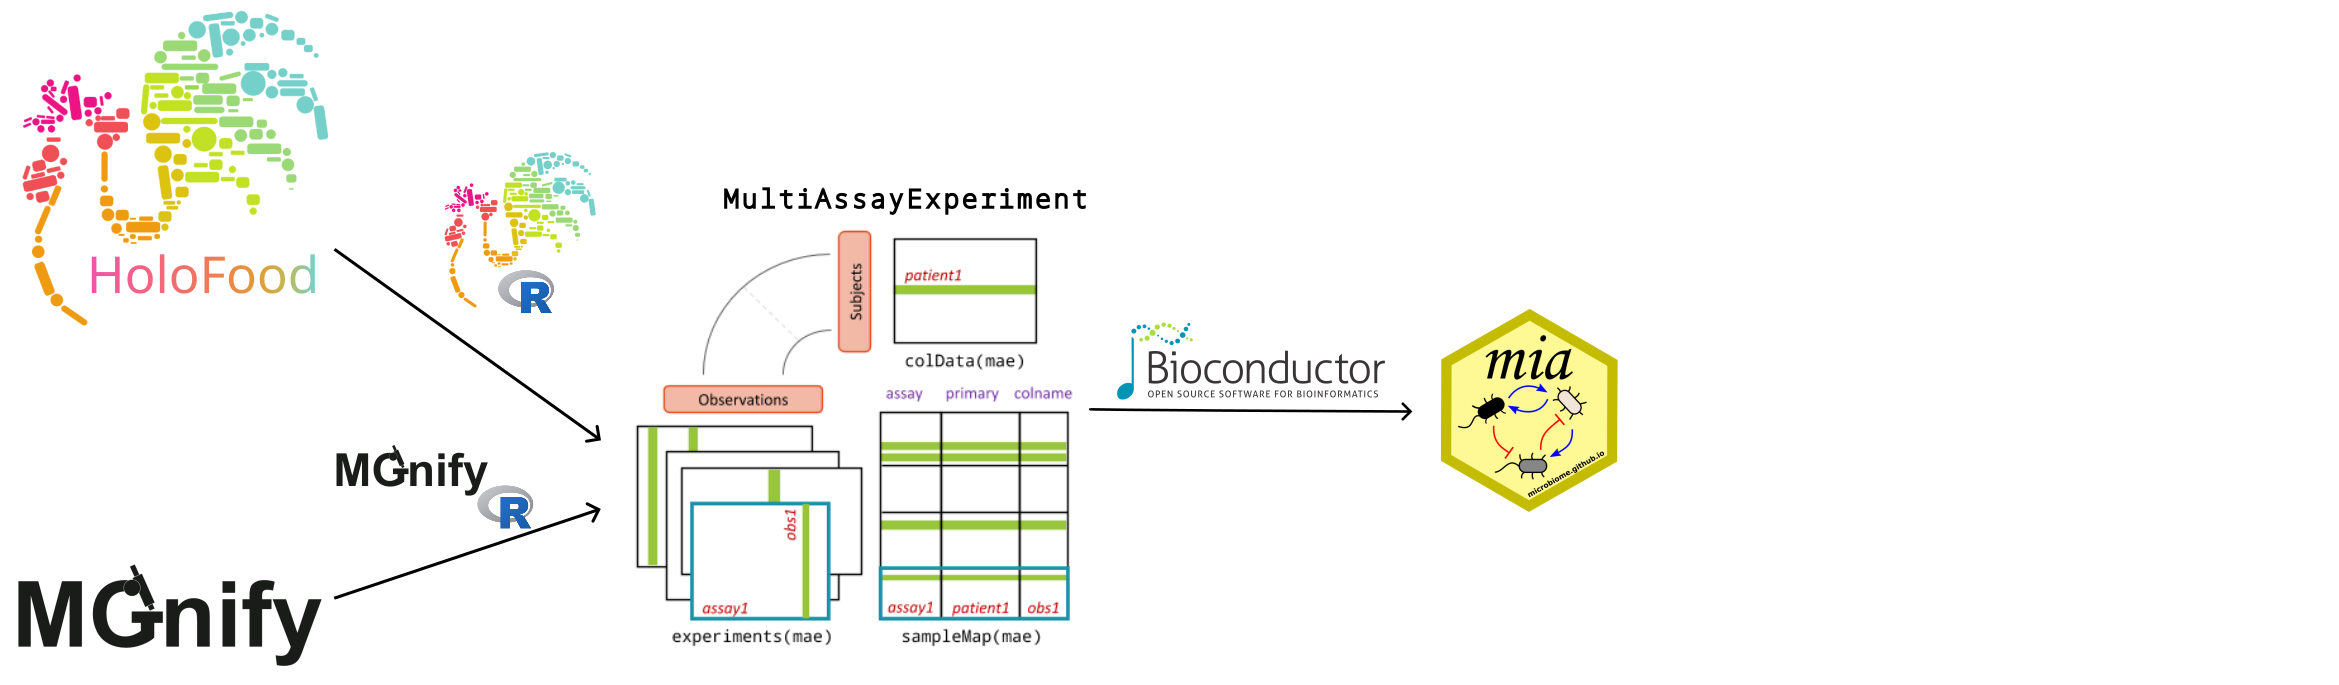 HoloFood
R
MGnify
R
MGnify
MultiAssayExperiment
Subjects
patient1
colData(mae)
Observations
obs1
assay1
experiments(mae)
assay primary colname
assay1 patient1 obs1
sampleMap(mae)
Bioconductor
OPEN SOURCE SOFTWARE FOR BIOINFORMATICS
mia
microbiome.github.io